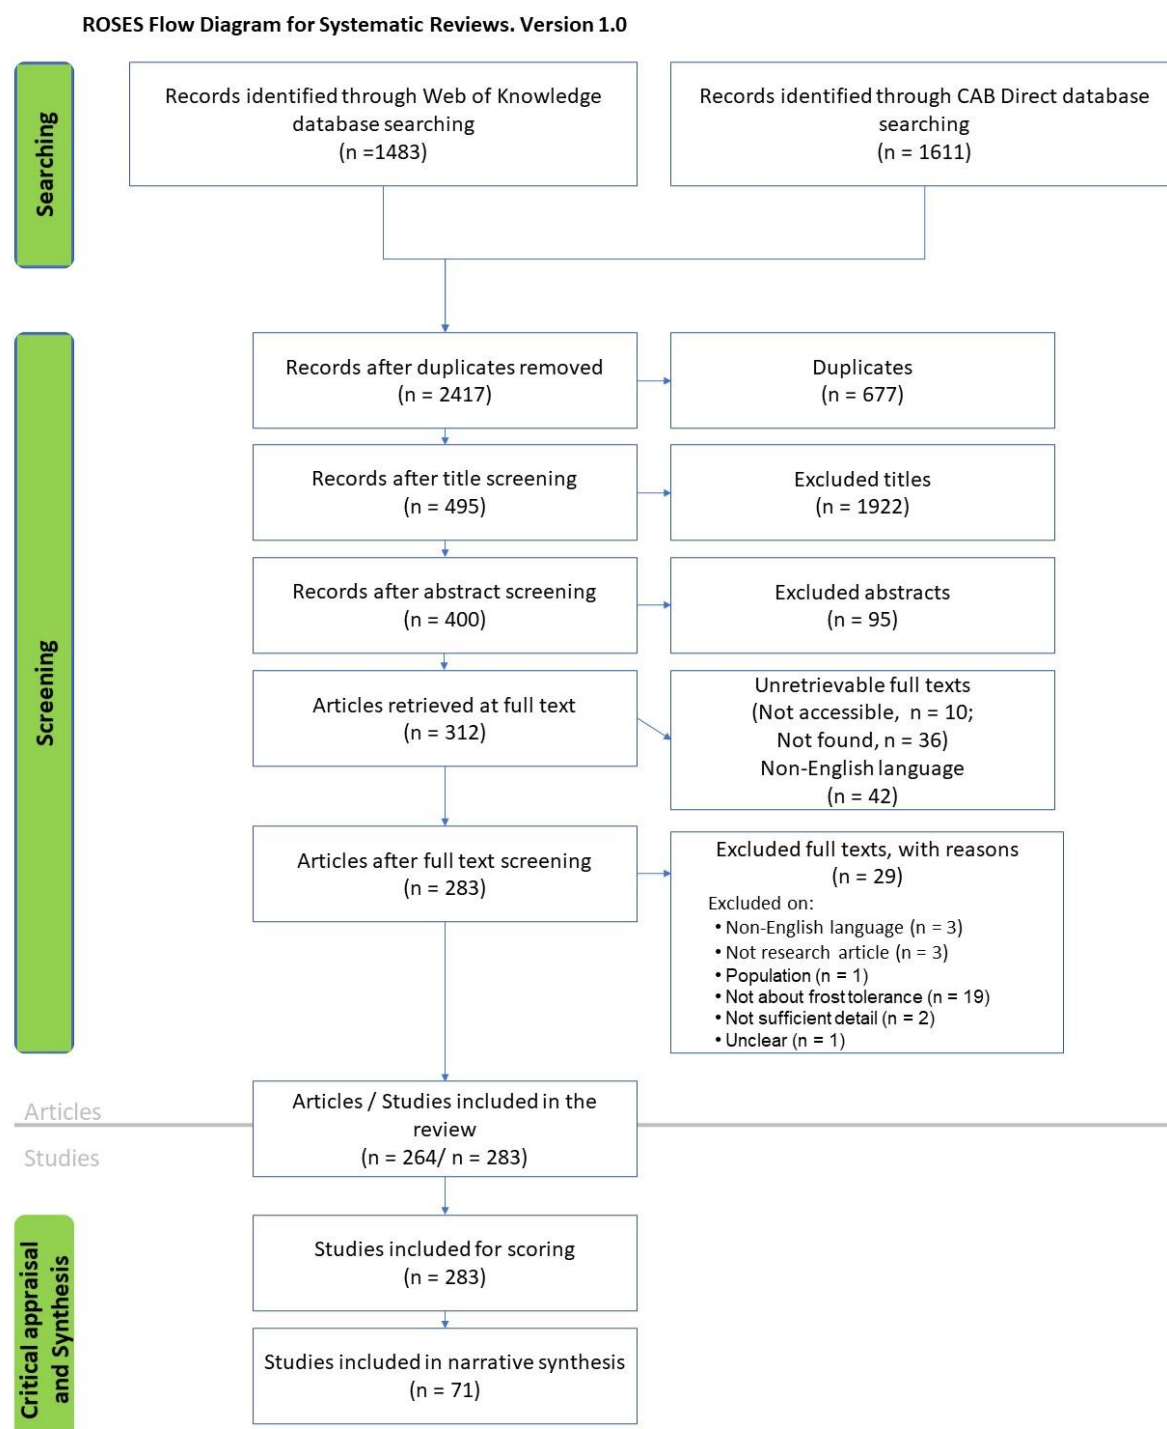 ROSES Flow Diagram for Systematic Reviews. Version 1.0
Searching
Records identified through Web of Knowledge
database searching
(n =1483)
Records identified through CAB Direct database
searching
(n = 1611)
Screening
Records after duplicates removed
(n = 2417)
Duplicates
(n = 677)
Records after title screening
(n = 495)
Excluded titles
(n = 1922)
Records after abstract screening
(n = 400)
Excluded abstracts
(n = 95)
Articles retrieved at full text
(n = 312)
Unretrievable full texts
(Not accessible,  n = 10;
Not found, n = 36)
Non-English language
(n = 42)
Articles after full text screening
(n = 283)
Excluded full texts, with reasons
(n = 29)
Excluded on:
• Non-English language (n = 3)
• Not research article (n = 3)
• Population (n = 1)
• Not about frost tolerance (n = 19)
• Not sufficient detail (n = 2)
• Unclear (n = 1)
Articles
Studies
Articles / Studies included in the
review
(n = 264/ n = 283)
Critical appraisal
and Synthesis
Studies included for scoring
(n = 283)
Studies included in narrative synthesis
(n = 71)